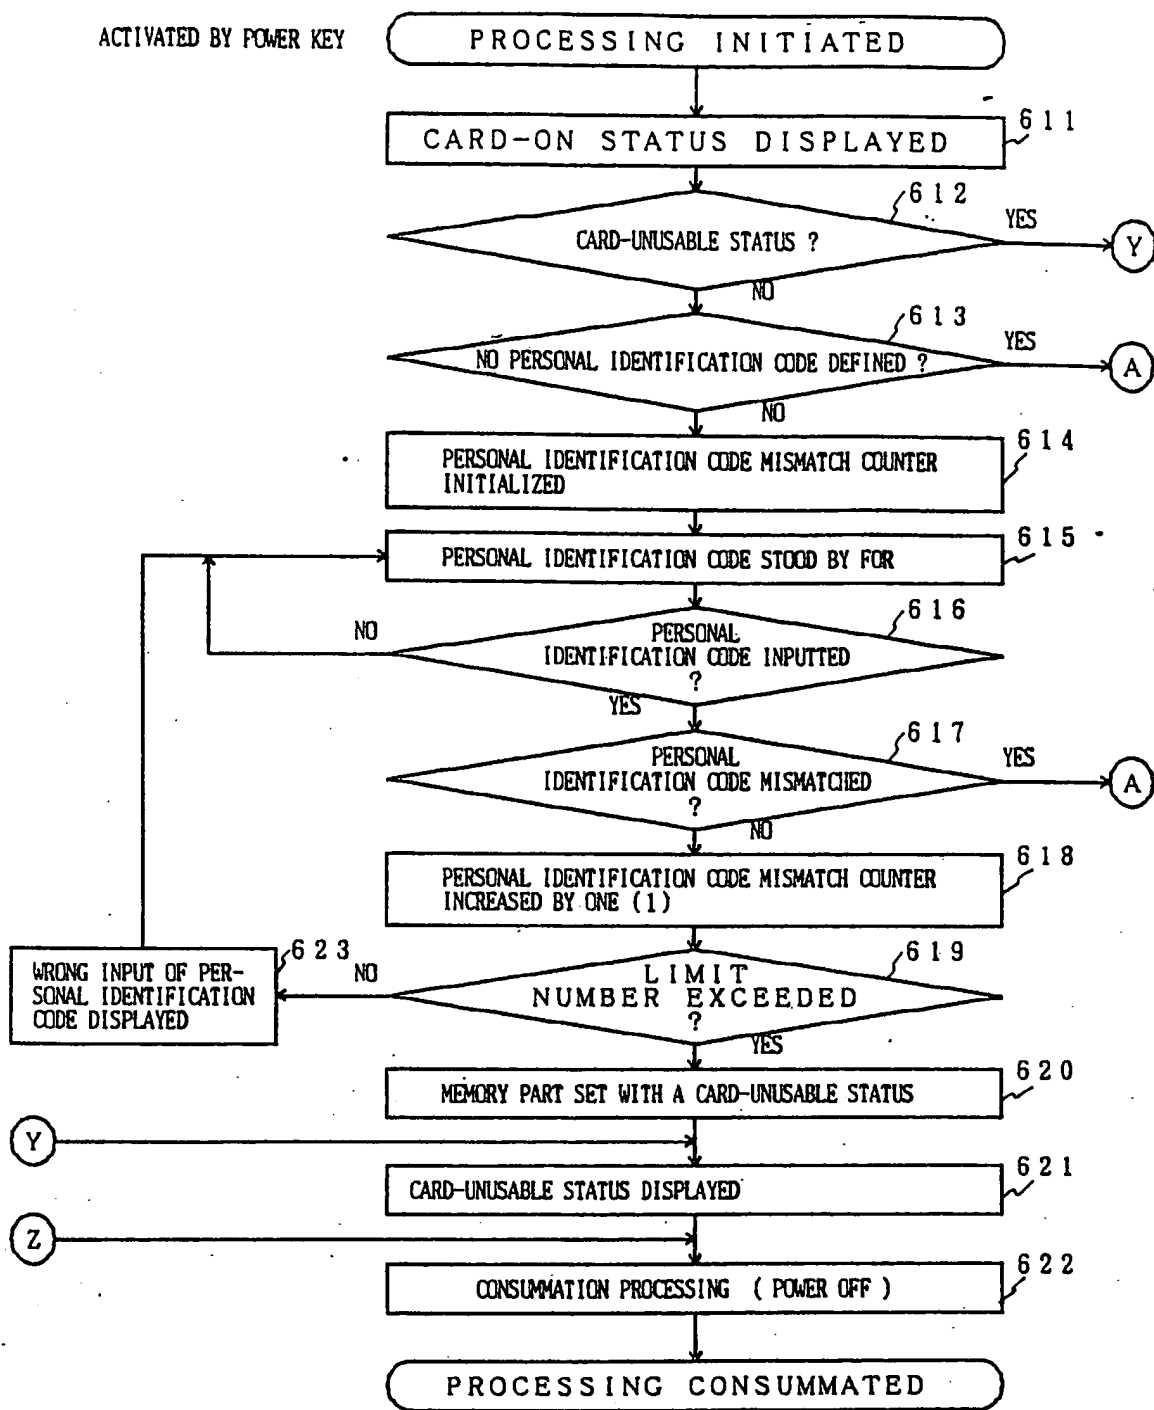 ACTIVATED BY POWER KEY
PROCESSING INITIATED
611
CARD-ON STATUS DISPLAYED
612
YES
CARD-UNUSABLE STATUS ?
Y
NO
613
YES
NO PERSONAL IDENTIFICATION CODE DEFINED ?
A
NO
614
PERSONAL IDENTIFICATION CODE MISMATCH COUNTER
INITIALIZED
615
PERSONAL IDENTIFICATION CODE STOOD BY FOR
616
NO
PERSONAL
IDENTIFICATION CODE INPUTTED
?
YES
617
YES
PERSONAL
IDENTIFICATION CODE MISMATCHED
?
A
NO
618
PERSONAL IDENTIFICATION CODE MISMATCH COUNTER
INCREASED BY ONE (1)
623
619
WRONG INPUT OF PER-
SONAL IDENTIFICATION
CODE DISPLAYED
NO
LIMIT
NUMBER EXCEEDED
?
YES
620
MEMORY PART SET WITH A CARD-UNUSABLE STATUS
Y
621
CARD-UNUSABLE STATUS DISPLAYED
Z
622
CONSUMMATION PROCESSING ( POWER OFF )
PROCESSING CONSUMMATED